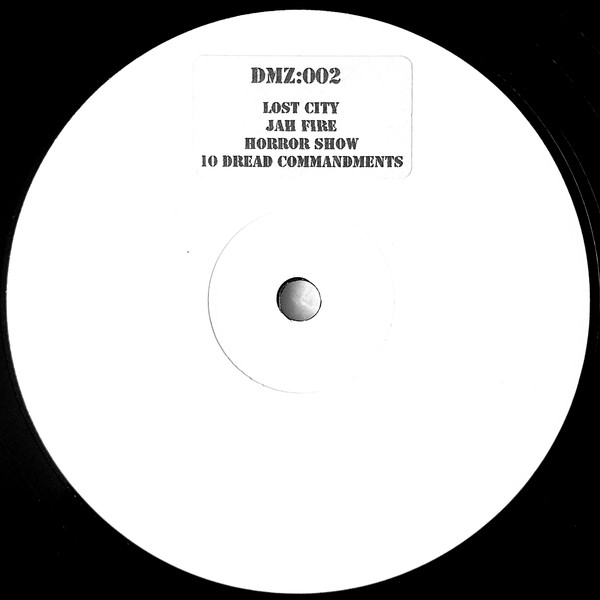 DMZ:002
LOST CITY
JAH FIRE
HORROR SHOW
10 DREAD COMMANDMENTS